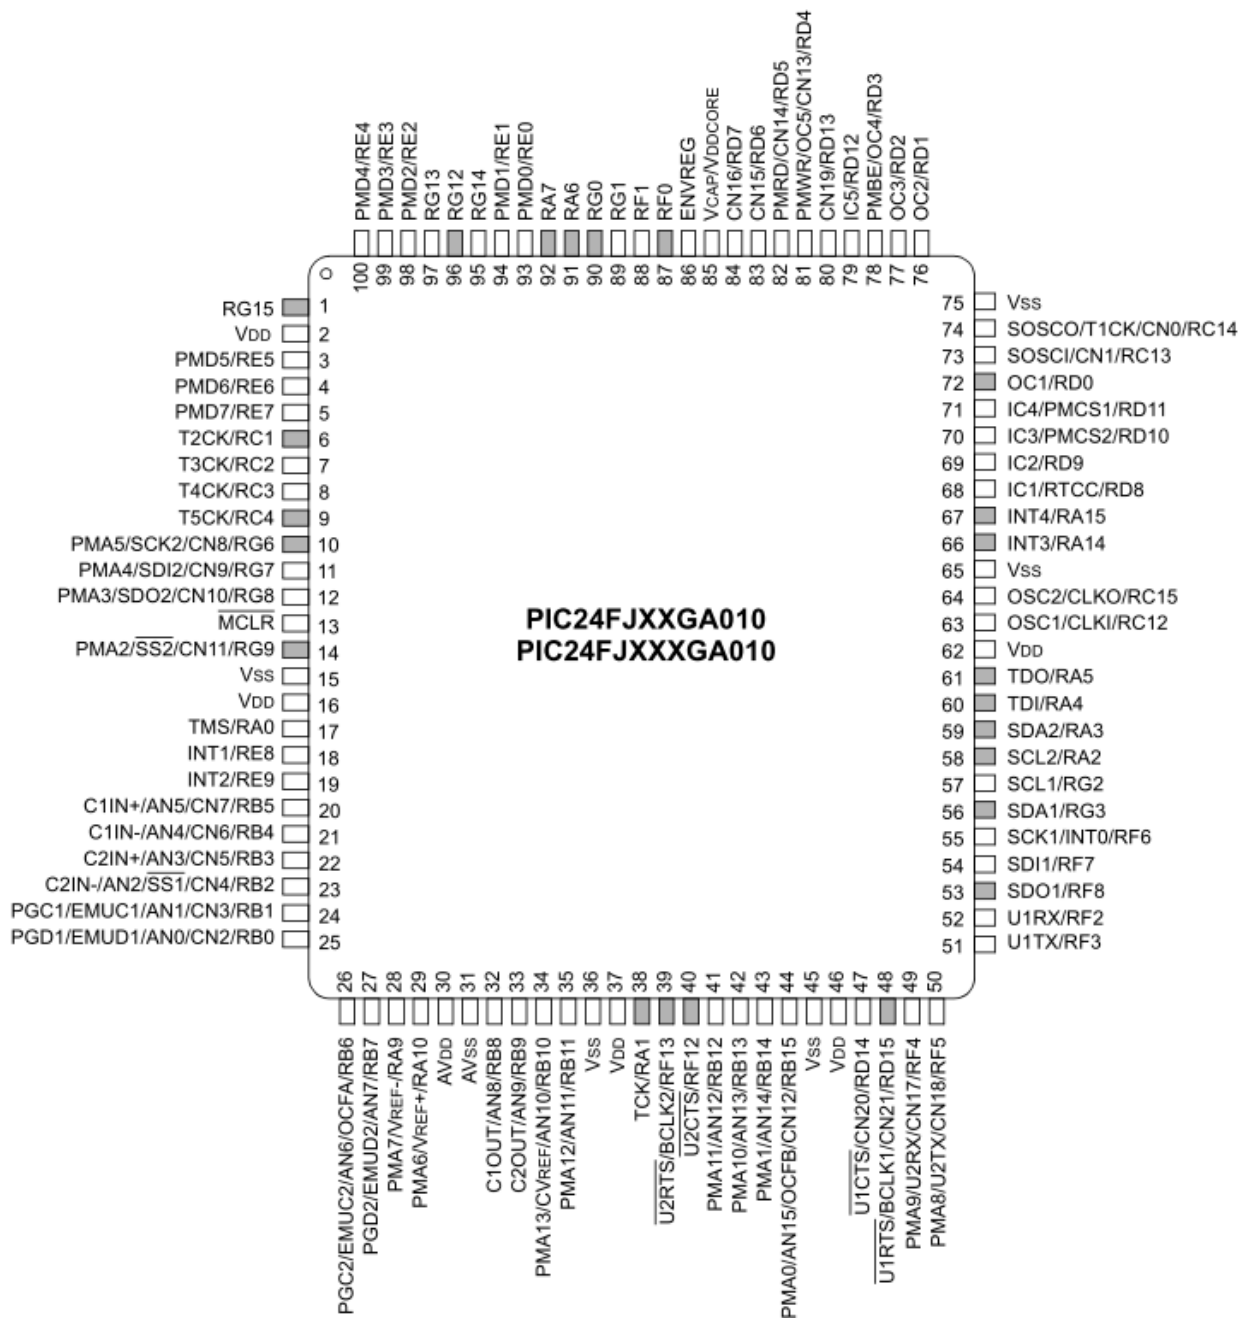 PMD4/RE4
PMD3/RE3
PMD2/RE2
RG13
RG12
RG14
PMD1/RE1
PMD0/RE0
RA7
RA6
RG0
RG1
RF1
RF0
ENVREG
VCAP/VDDCORE
CN16/RD7
CN15/RD6
PMRD/CN14/RD5
PMWR/OC5/CN13/RD4
CN19/RD13
IC5/RD12
PMBE/OC4/RD3
OC3/RD2
OC2/RD1
100
99
98
97
96
95
94
93
92
91
90
89
88
87
86
85
84
83
82
81
80
79
78
77
76
RG15 1
VDD 2
PMD5/RE5 3
PMD6/RE6 4
PMD7/RE7 5
T2CK/RC1 6
T3CK/RC2 7
T4CK/RC3 8
T5CK/RC4 9
PMA5/SCK2/CN8/RG6 10
PMA4/SDI2/CN9/RG7 11
PMA3/SDO2/CN10/RG8 12
MCLR 13
PMA2/SS2/CN11/RG9 14
VSS 15
VDD 16
TMS/RA0 17
INT1/RE8 18
INT2/RE9 19
C1IN+/AN5/CN7/RB5 20
C1IN-/AN4/CN6/RB4 21
C2IN+/AN3/CN5/RB3 22
C2IN-/AN2/SS1/CN4/RB2 23
PGC1/EMUC1/AN1/CN3/RB1 24
PGD1/EMUD1/AN0/CN2/RB0 25
PIC24FJXXGA010
PIC24FJXXXGA010
75 VSS
74 SOSCO/T1CK/CN0/RC14
73 SOSCI/CN1/RC13
72 OC1/RD0
71 IC4/PMCS1/RD11
70 IC3/PMCS2/RD10
69 IC2/RD9
68 IC1/RTCC/RD8
67 INT4/RA15
66 INT3/RA14
65 VSS
64 OSC2/CLKO/RC15
63 OSC1/CLKI/RC12
62 VDD
61 TDO/RA5
60 TDI/RA4
59 SDA2/RA3
58 SCL2/RA2
57 SCL1/RG2
56 SDA1/RG3
55 SCK1/INT0/RF6
54 SDI1/RF7
53 SDO1/RF8
52 U1RX/RF2
51 U1TX/RF3
26
27
28
29
30
31
32
33
34
35
36
37
38
39
40
41
42
43
44
45
46
47
48
49
50
PGC2/EMUC2/AN6/OCFA/RB6
PGD2/EMUD2/AN7/RB7
PMA7/VREF-/RA9
PMA6/VREF+/RA10
AVDD
AVSS
C1OUT/AN8/RB8
C2OUT/AN9/RB9
PMA13/CVREF/AN10/RB10
PMA12/AN11/RB11
VSS
VDD
TCK/RA1
U2RTS/BCLK2/RF13
U2CTS/RF12
PMA11/AN12/RB12
PMA10/AN13/RB13
PMA1/AN14/RB14
PMA0/AN15/OCFB/CN12/RB15
VSS
VDD
U1CTS/CN20/RD14
U1RTS/BCLK1/CN21/RD15
PMA9/U2RX/CN17/RF4
PMA8/U2TX/CN18/RF5